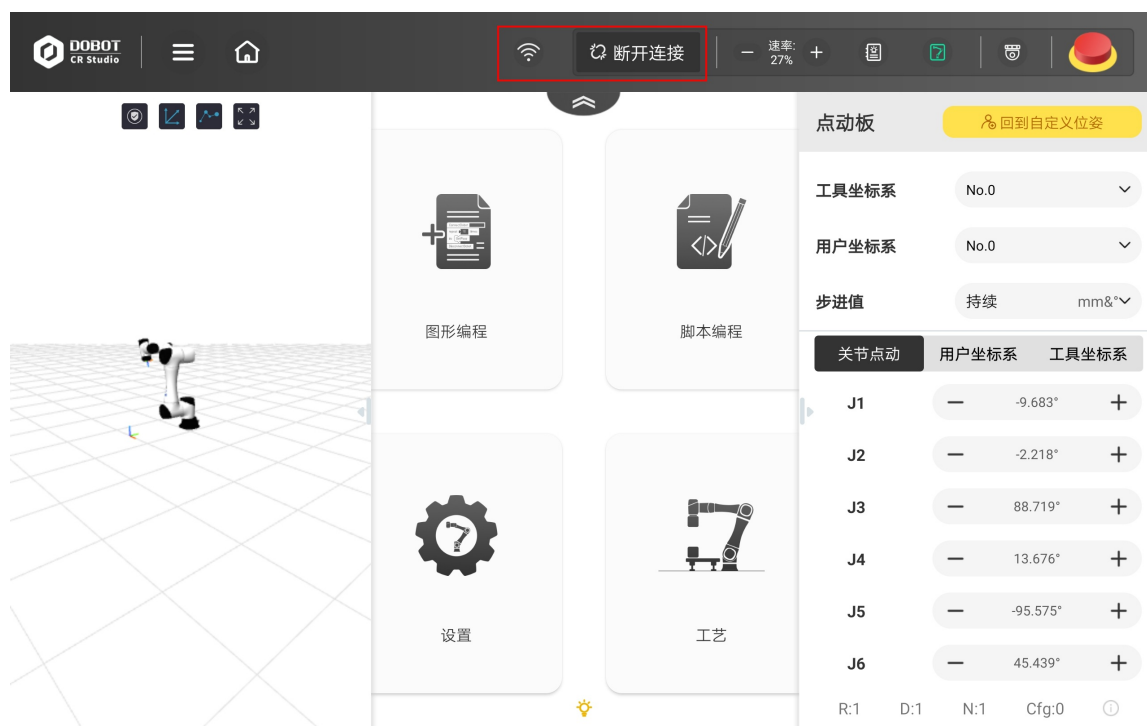 DOBOT
CR Studio
断开连接
速率:
27%
点动板
回到自定义位姿
工具坐标系
No.0
用户坐标系
No.0
步进值
持续
mm&°
图形编程
脚本编程
关节点动
用户坐标系
工具坐标系
J1
-9.683°
J2
-2.218°
J3
88.719°
J4
13.676°
J5
-95.575°
J6
45.439°
设置
工艺
R:1
D:1
N:1
Cfg:0